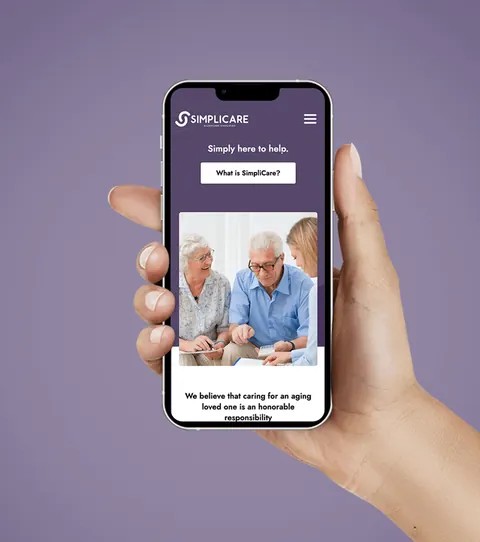 SIMPLICARE
Simply here to help.
What is SimpliCare?
We believe that caring for an aging
loved one is an honorable
responsibility